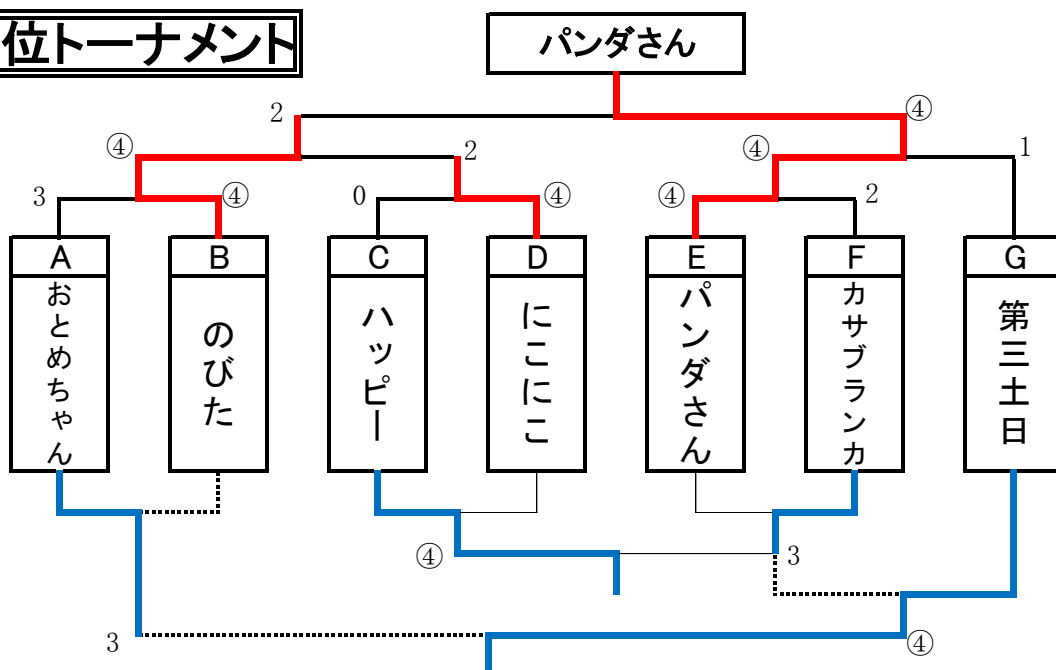 位トーナメント
パンダさん
2 ④
④ 2 ④ 1
3 ④ 0 ④ ④ 2
A B C D E F G
おとめちゃん
のびた
ハッピー
にこにこ
パンダさん
カサブランカ
第三土日
④ 3
3 ④